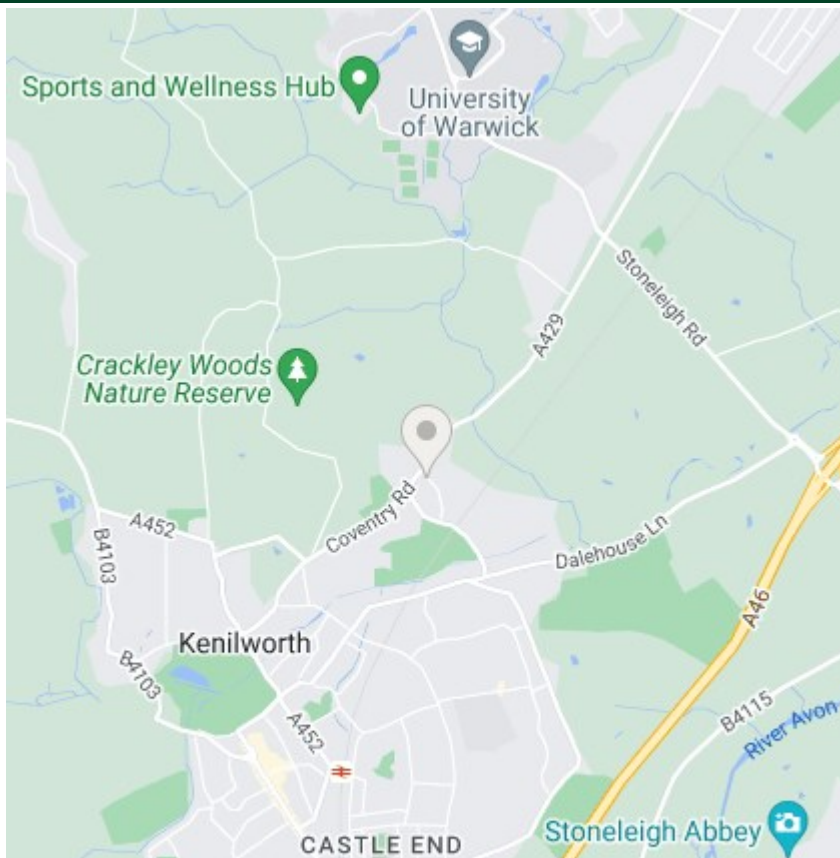 Sports and Wellness Hub
University
of Warwick
Stoneleigh Rd
A429
Crackley Woods
Nature Reserve
Coventry Rd
A452
B4103
Dalehouse Ln
A46
Kenilworth
B4103
A452
B4115
River Avon
Stoneleigh Abbey
CASTLE END